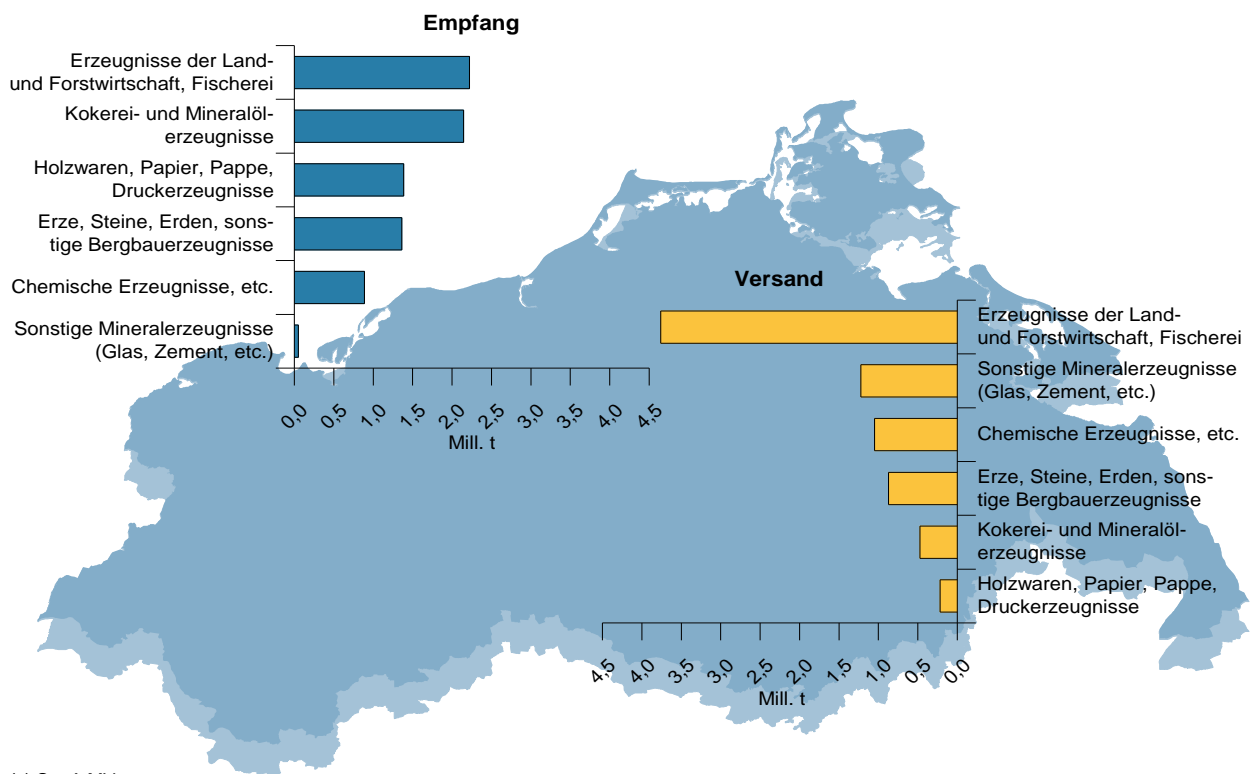 Empfang
Erzeugnisse der Land-
und Forstwirtschaft, Fischerei
Kokerei- und Mineralöl-
erzeugnisse
Holzwaren, Papier, Pappe,
Druckerzeugnisse
Erze, Steine, Erden, sons-
tige Bergbauerzeugnisse
Chemische Erzeugnisse, etc.
Sonstige Mineralerzeugnisse
(Glas, Zement, etc.)
0,0 0,5 1,0 1,5 2,0 2,5 3,0 3,5 4,0 4,5
Mill. t
Versand
Erzeugnisse der Land-
und Forstwirtschaft, Fischerei
Sonstige Mineralerzeugnisse
(Glas, Zement, etc.)
Chemische Erzeugnisse, etc.
Erze, Steine, Erden, sons-
tige Bergbauerzeugnisse
Kokerei- und Mineralöl-
erzeugnisse
Holzwaren, Papier, Pappe,
Druckerzeugnisse
4,5 4,0 3,5 3,0 2,5 2,0 1,5 1,0 0,5 0,0
Mill. t